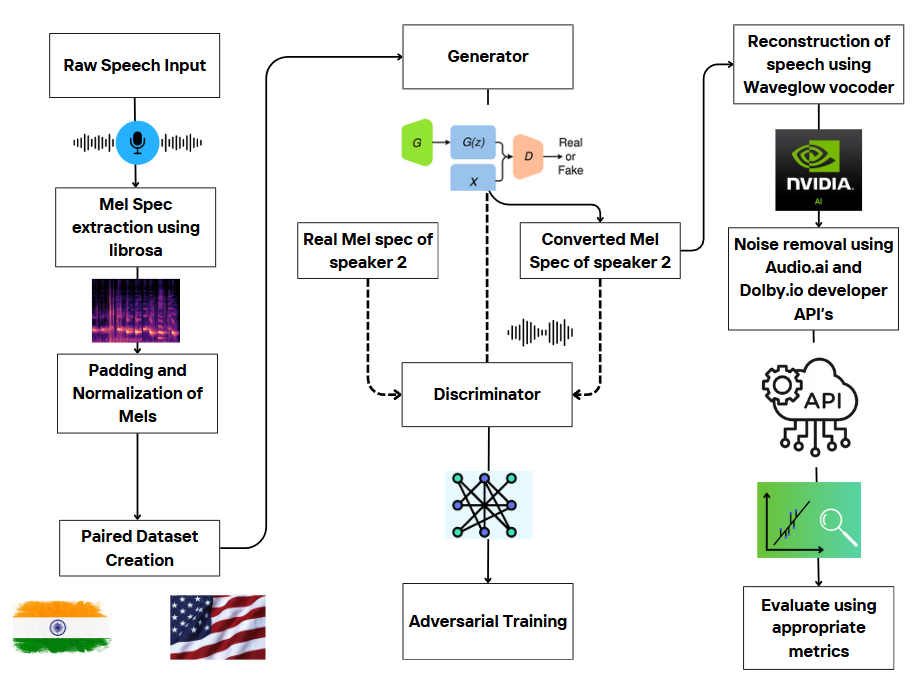 Raw Speech Input
Mel Spec
extraction using
librosa
Padding and
Normalization of
Mels
Paired Dataset
Creation
Generator
G
G(z)
X
D
Real
or
Fake
Real Mel spec of
speaker 2
Converted Mel
Spec of speaker 2
Discriminator
Adversarial Training
Reconstruction of
speech using
Waveglow vocoder
NVIDIA.
AI
Noise removal using
Audio.ai and
Dolby.io developer
API's
API
Evaluate using
appropriate
metrics